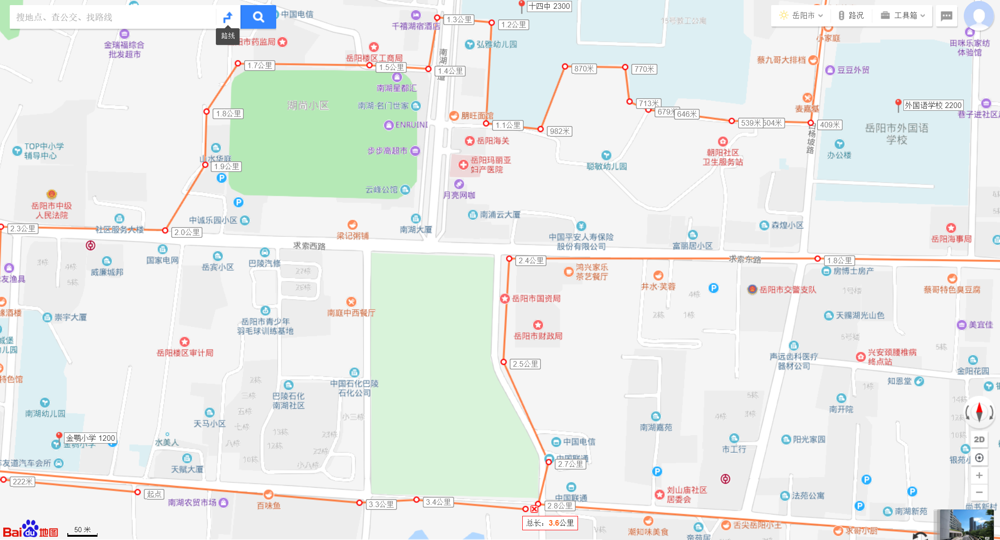 搜地点、查公交、找路线
路线
中国电信
千禧湖宿酒店
1.3公里
1.2公里
十四中 2300
15号教工公寓
岳阳市
路况
工具箱
小家庭
田咪乐家纺
体验馆
金瑞福综合
批发超市
阳市药监局
岳阳楼区工商局
弘雅幼儿园
南湖
道
蔡九哥大排档
豆豆外贸
1.7公里
1.5公里
1.4公里
870米
770米
南湖星都汇
湖尚小区
南湖·名门世家
713米
679米
646米
麦嘉基
外国语学校 2200
巷子进社区
1.8公里
朋旺面馆
ENRUINI
1.1公里
982米
539米
504米
409米
白杨坡路
岳阳市外国语
学校
TOP中小学
辅导中心
山水华庭
1.9公里
步步高超市
岳阳海关
岳阳玛丽亚
妇产医院
聪敏幼儿园
朝阳社区
卫生服务站
办公楼
云峰公馆
月亮网咖
岳阳市中级
人民法院
中诚乐园小区
南湖大厦
南浦云大厦
森煌小区
2.3公里
社区服务大楼
2.0公里
梁记粥铺
求索西路
中国平安人寿保险
股份有限公司
富丽居小区
岳阳海事局
国家电网
岳宾小区
巴陵汽修
2.4公里
求索东路
1.8公里
3栋
4栋
5栋
威廉城邦
27栋
26栋
鸿兴家乐
茶艺餐厅
井水·芙蓉
房博士房产
友渔具
4栋
岳阳市交警支队
1号楼
蔡哥特色臭豆腐
岳阳市国资局
缘酒楼
崇宇大厦
岳阳市青少年
羽毛球训练基地
南庭中西餐厅
2栋
1栋
天赐湖光山色
美宜佳
岳阳市财政局
5号楼
城堡
儿园
岳阳楼区审计局
5栋
声远齿科医疗
器材公司
兴安颈腰椎病
终点站
2.5公里
金阳花园
特色馆
2栋
三栋
五栋
七栋
八栋
10栋
巴陵石化
南湖社区
中国石化巴陵
石化公司
知恩堂
1栋
5栋
4栋
3栋
14栋
南湖幼儿园
天马小区
小三栋
13栋
23栋
12栋
22栋
小八栋
南湖嘉苑
南开院
金鹗小学 1200
金鹗小学
水美人
中国电信
市工行
阳光家园
10栋
2D
车友道汽车会所
天赋大厦
中国联通
2.7公里
银苑小
222米
起点
南湖农贸市场
百味鱼
3.3公里
3.4公里
中国联通
2.8公里
刘山庙社区
居委会
法苑公寓
尚书新村
南湖新苑
总长：3.6公里
潮知味美食
帝苑居
舌尖岳阳小王
求哥小厨
Bai du 地图
50 米